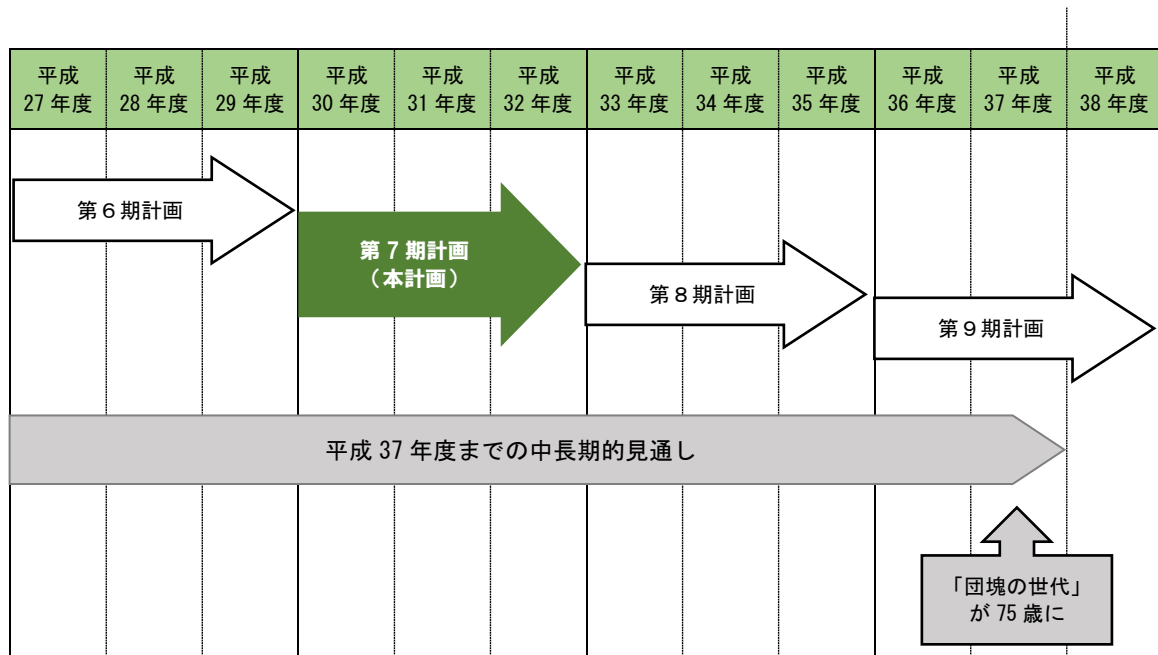 平成 平成 平成 平成 平成 平成 平成 平成 平成 平成 平成 平成
27 年度 28 年度 29 年度 30 年度 31 年度 32 年度 33 年度 34 年度 35 年度 36 年度 37 年度 38 年度
第６期計画
第７期計画
（本計画）
第８期計画
第９期計画
平成 37 年度までの中長期的見通し
「団塊の世代」
が 75 歳に